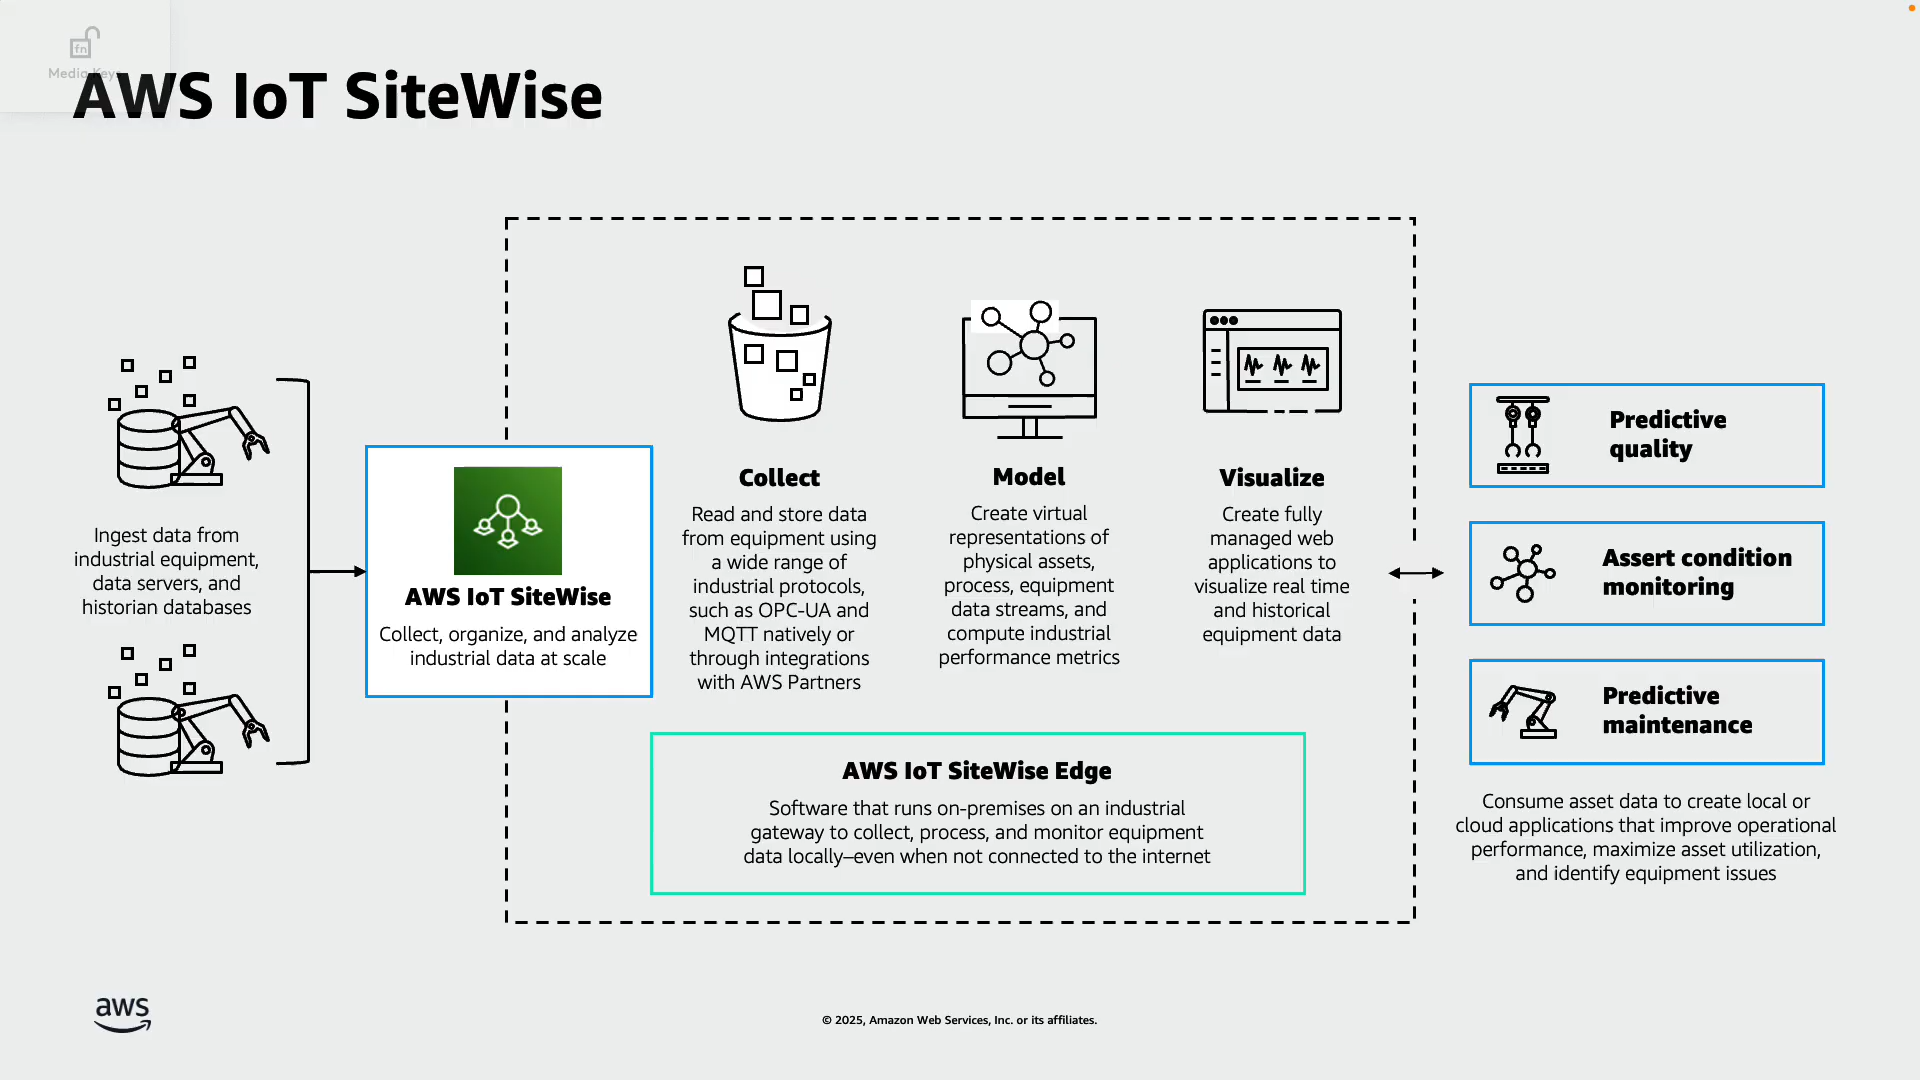 fn
Media Keys
AWS IoT SiteWise
Ingest data from
industrial equipment,
data servers, and
historian databases
AWS IoT SiteWise
Collect, organize, and analyze
industrial data at scale
Collect
Read and store data
from equipment using
a wide range of
industrial protocols,
such as OPC-UA and
MQTT natively or
through integrations
with AWS Partners
Model
Create virtual
representations of
physical assets,
process, equipment
data streams, and
compute industrial
performance metrics
Visualize
Create fully
managed web
applications to
visualize real time
and historical
equipment data
AWS IoT SiteWise Edge
Software that runs on-premises on an industrial
gateway to collect, process, and monitor equipment
data locally–even when not connected to the internet
Predictive
quality
Assert condition
monitoring
Predictive
maintenance
Consume asset data to create local or
cloud applications that improve operational
performance, maximize asset utilization,
and identify equipment issues
aws
© 2025, Amazon Web Services, Inc. or its affiliates.